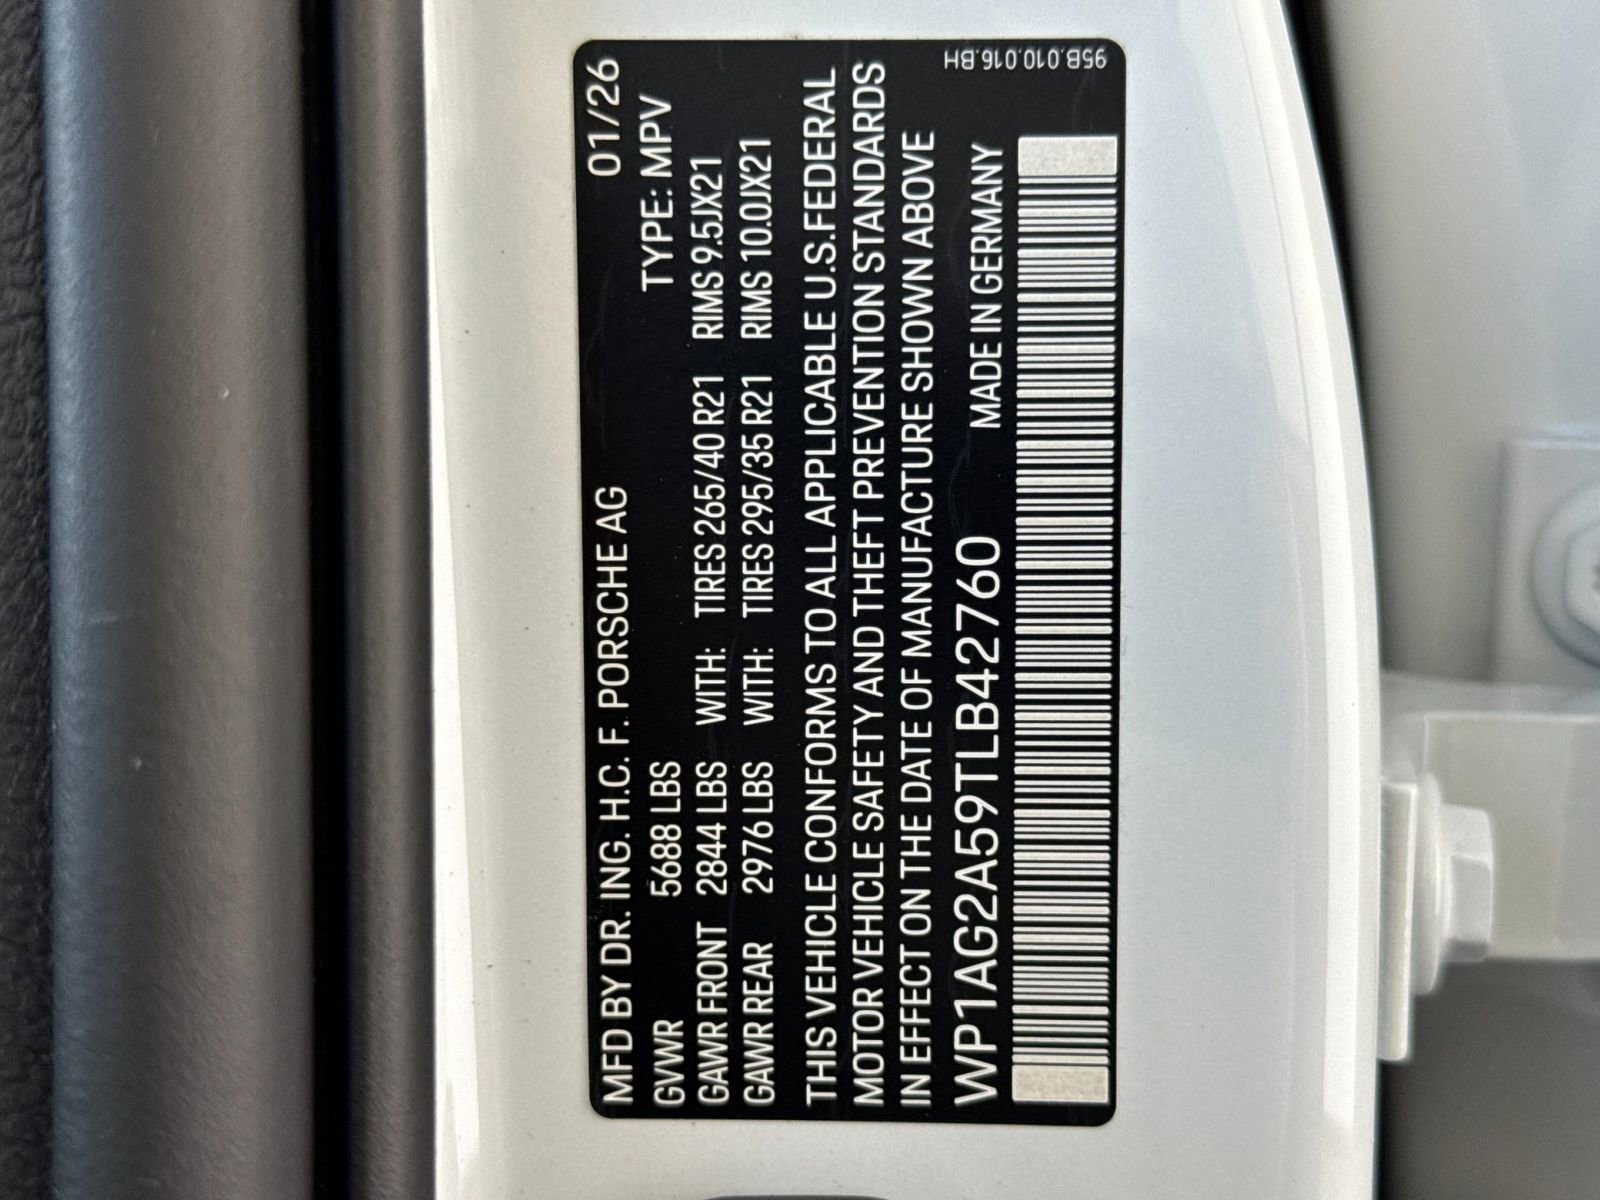 MFD BY DR. ING. H.C. F. PORSCHE AG 01/26
GVWR 5688 LBS TYPE: MPV
GAWR FRONT 2844 LBS WITH: TIRES 265/40 R21 RIMS 9.5JX21
GAWR REAR 2976 LBS WITH: TIRES 295/35 R21 RIMS 10.0JX21
THIS VEHICLE CONFORMS TO ALL APPLICABLE U.S.FEDERAL
MOTOR VEHICLE SAFETY AND THEFT PREVENTION STANDARDS
IN EFFECT ON THE DATE OF MANUFACTURE SHOWN ABOVE
WP1AG2A59TLB42760 MADE IN GERMANY
95B.010.016.BH